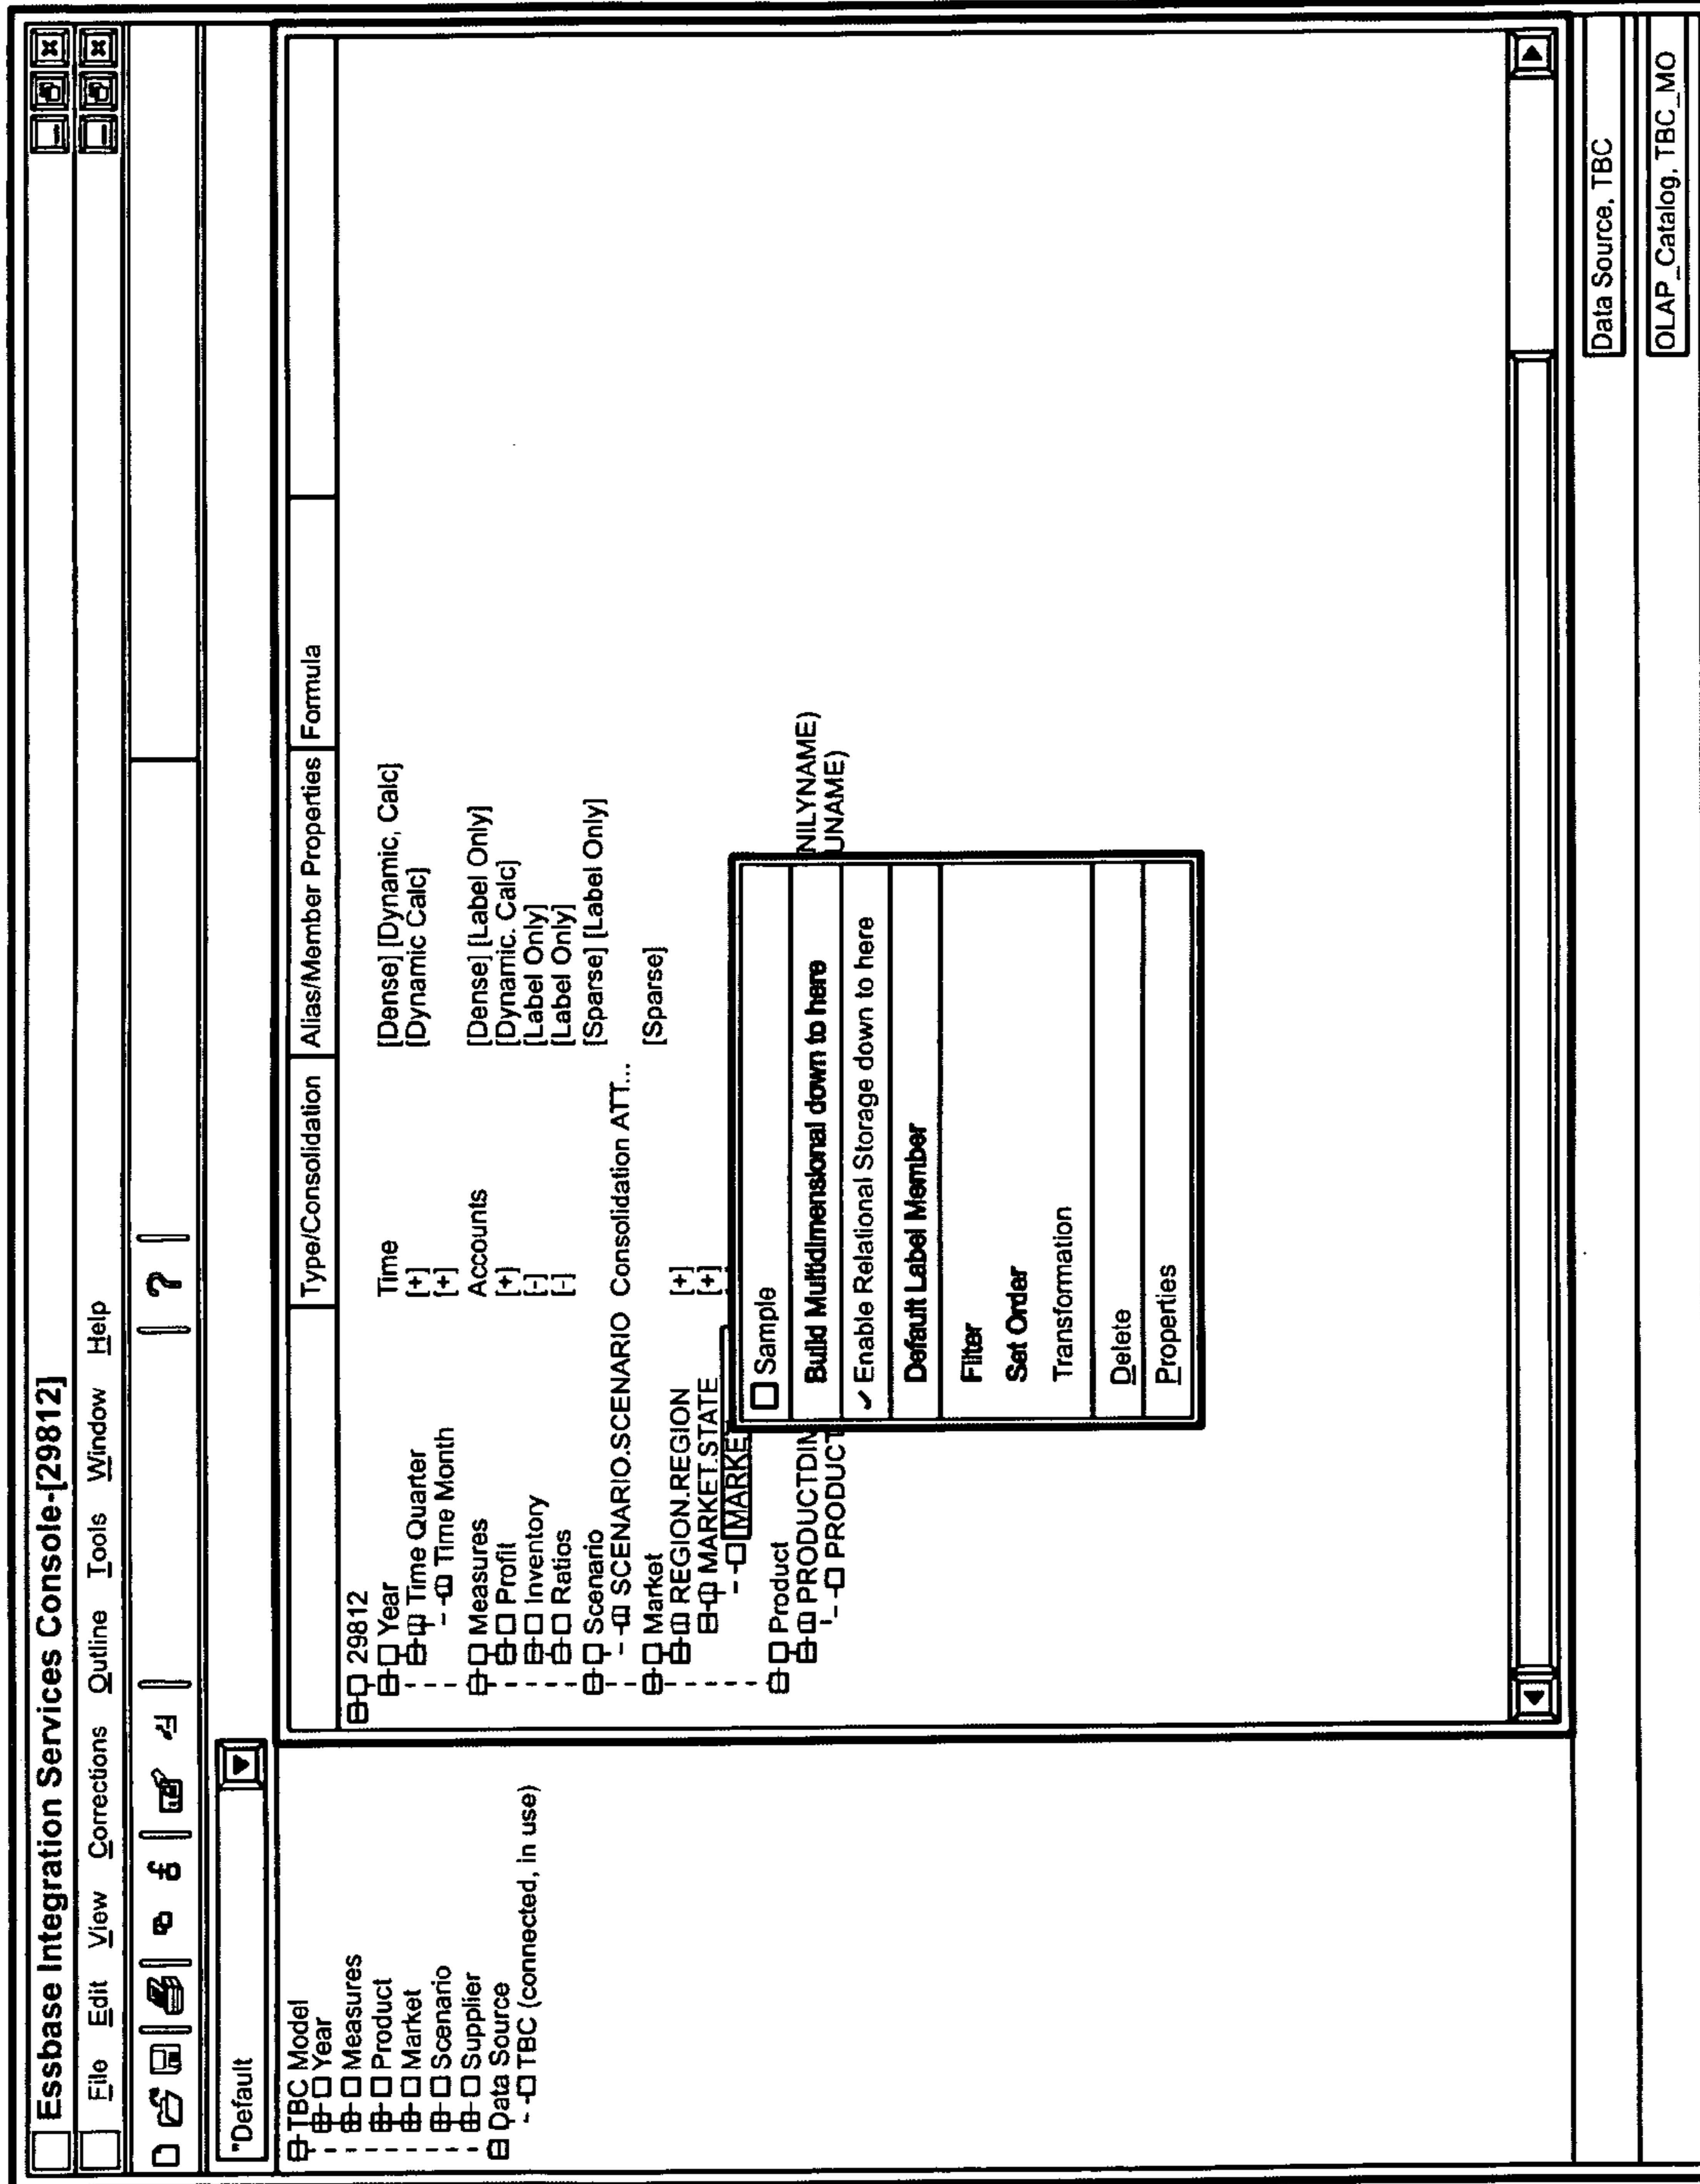 Essbase Integration Services Console-[29812]
File Edit View Corrections Outline Tools Window Help
?
"Default
TBC Model
Year
Measures
Product
Market
Scenario
Supplier
Data Source
TBC (connected, in use)
Type/Consolidation Alias/Member Properties Formula
29812
Year Time [Dense] [Dynamic, Calc]
Time Quarter [+] [Dynamic Calc]
Time Month [+]
Measures Accounts [Dense] [Label Only]
Profit [+] [Dynamic. Calc]
Inventory [-] [Label Only]
Ratios [-] [Label Only]
Scenario [Sparse] [Label Only]
SCENARIO.SCENARIO Consolidation ATT...
Market [Sparse]
REGION.REGION [+]
MARKET.STATE [+]
MARKE
Product
PRODUCTDIN NILYNAME)
PRODUCT UNAME)
Sample
Build Multidimensional down to here
✓ Enable Relational Storage down to here
Default Label Member
Filter
Set Order
Transformation
Delete
Properties
Data Source, TBC
OLAP_Catalog, TBC_MO